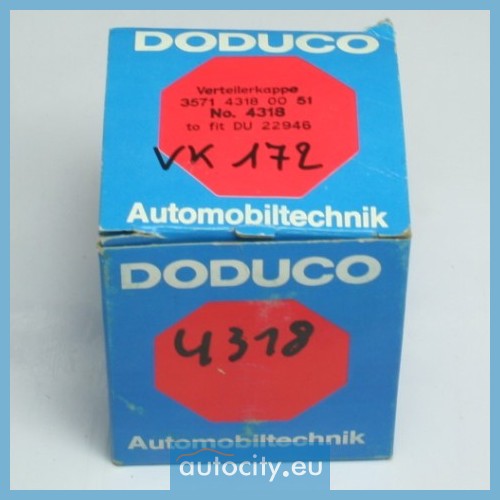 DODUCO
Verteilerkappe
3571 4318 00 51
No. 4318
to fit DU 22946
VK 172
Automobiltechnik
DODUCO
4318
Automobiltechnik
autocity.eu